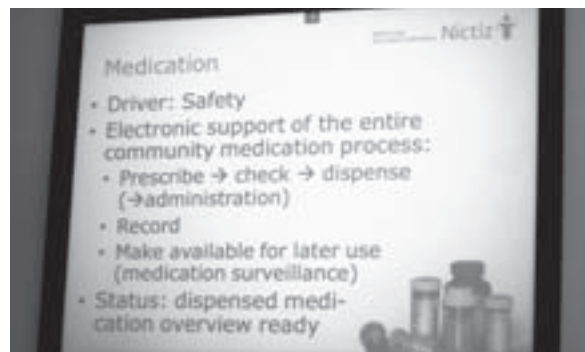 Nictiz
Medication
• Driver: Safety
• Electronic support of the entire
community medication process:
• Prescribe → check → dispense
(→administration)
• Record
• Make available for later use
(medication surveillance)
• Status: dispensed medi-
cation overview ready